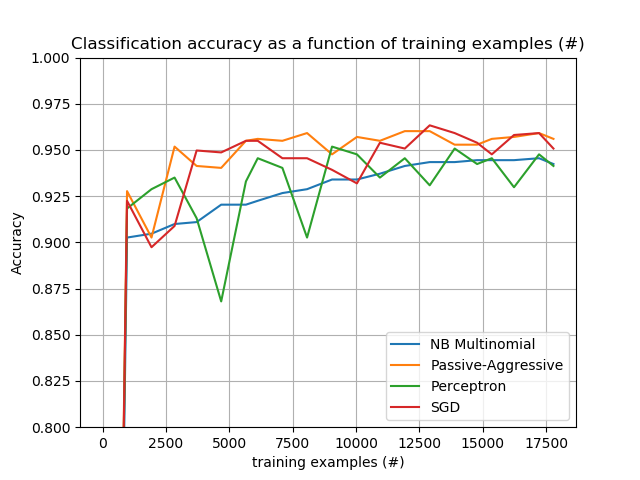 Classification accuracy as a function of training examples (#)
1.000
0.975
0.950
0.925
0.900
0.875
0.850
0.825
0.800
Accuracy
NB Multinomial
Passive-Aggressive
Perceptron
SGD
0 2500 5000 7500 10000 12500 15000 17500
training examples (#)